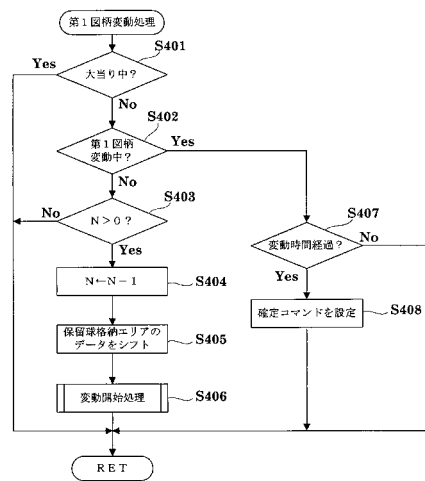 第１図柄変動処理
S401
Yes
大当り中？
No
S402
第１図柄
変動中？
Yes
No
S403
No
Ｎ＞０？
Yes
S407
変動時間経過？
No
Yes
Ｎ←Ｎ－１
S404
確定コマンドを設定
S408
保留球格納エリアの
データをシフト
S405
変動開始処理
S406
ＲＥＴ